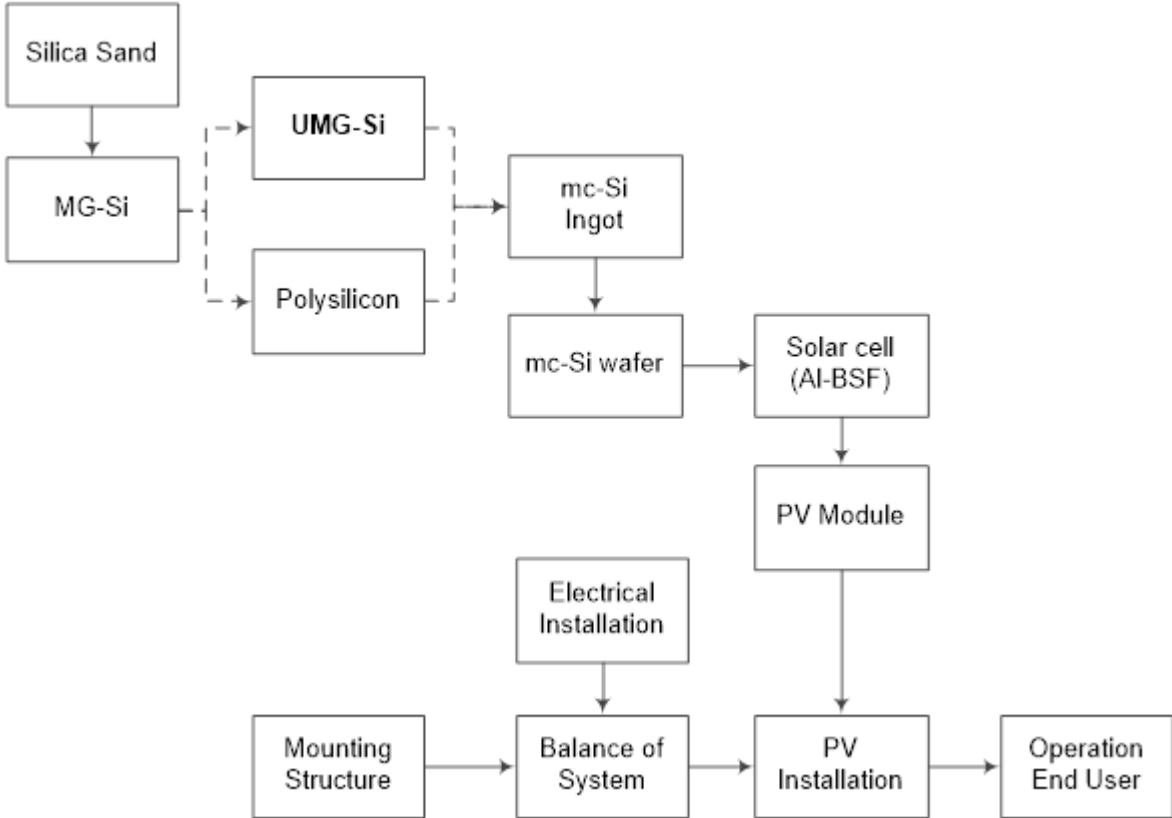 Silica Sand
UMG-Si
MG-Si
mc-Si
Ingot
Polysilicon
mc-Si wafer
Solar cell
(Al-BSF)
PV Module
Electrical
Installation
Mounting
Structure
Balance of
System
PV
Installation
Operation
End User